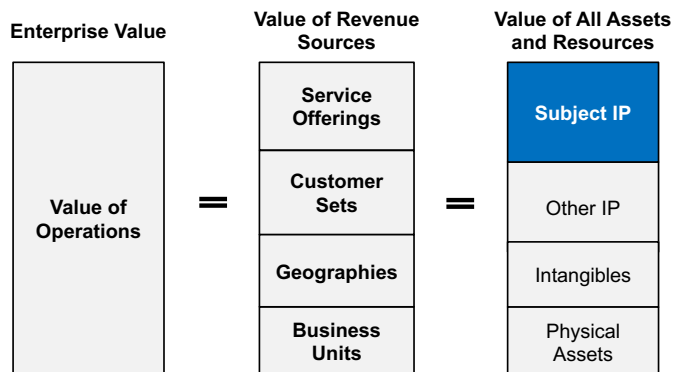 Enterprise Value
Value of Revenue
Sources
Value of All Assets
and Resources
Value of
Operations
=
Service
Offerings
Customer
Sets
Geographies
Business
Units
=
Subject IP
Other IP
Intangibles
Physical
Assets